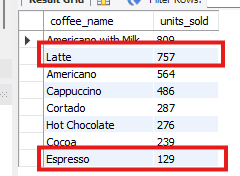 Result Grid Filter Rows:
coffee_name units_sold
Americano with Milk 809
Latte 757
Americano 564
Cappuccino 486
Cortado 287
Hot Chocolate 276
Cocoa 239
Espresso 129